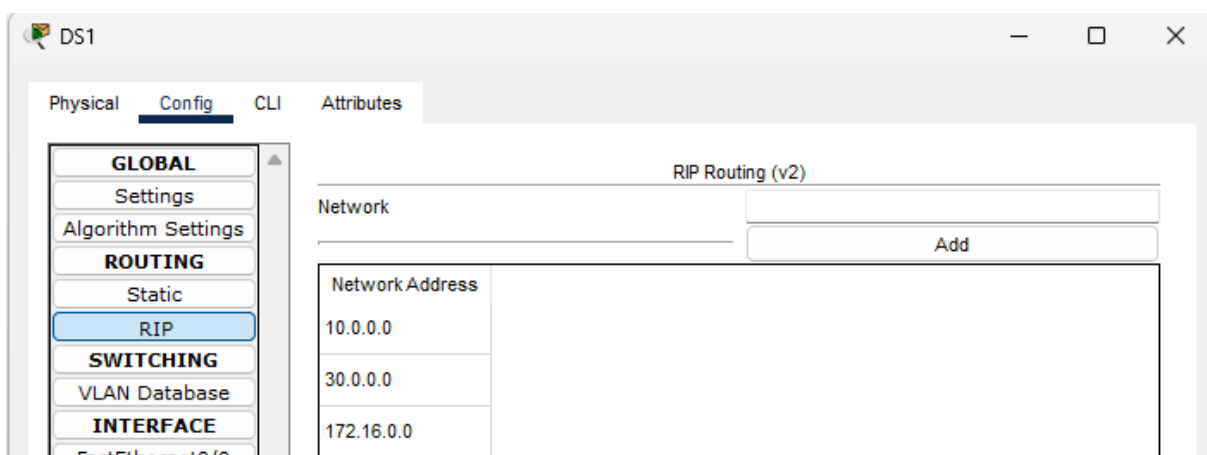 DS1
Physical Config CLI Attributes
GLOBAL
Settings
Algorithm Settings
ROUTING
Static
RIP
SWITCHING
VLAN Database
INTERFACE
RIP Routing (v2)
Network
Add
Network Address
10.0.0.0
30.0.0.0
172.16.0.0